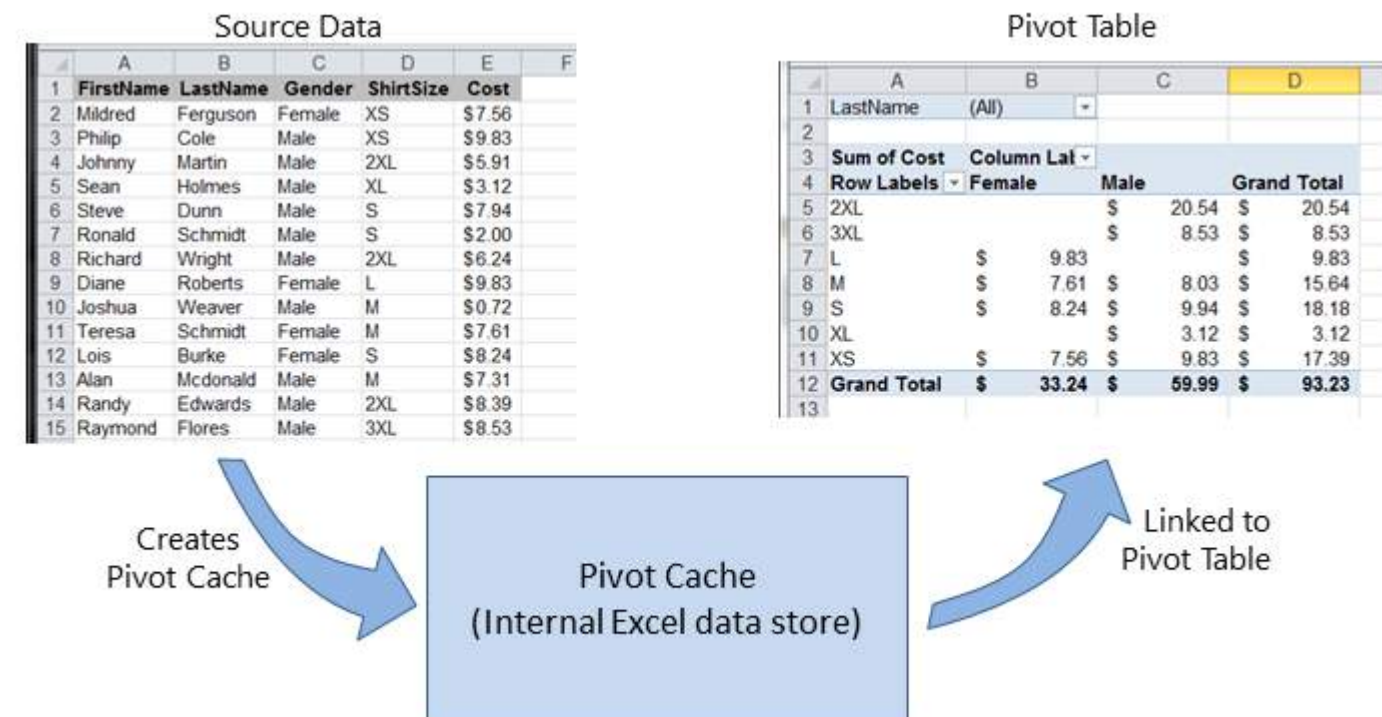 Source Data
A B C D E F
1 FirstName LastName Gender ShirtSize Cost
2 Mildred Ferguson Female XS $7.56
3 Philip Cole Male XS $9.83
4 Johnny Martin Male 2XL $5.91
5 Sean Holmes Male XL $3.12
6 Steve Dunn Male S $7.94
7 Ronald Schmidt Male S $2.00
8 Richard Wright Male 2XL $6.24
9 Diane Roberts Female L $9.83
10 Joshua Weaver Male M $0.72
11 Teresa Schmidt Female M $7.61
12 Lois Burke Female S $8.24
13 Alan Mcdonald Male M $7.31
14 Randy Edwards Male 2XL $8.39
15 Raymond Flores Male 3XL $8.53
Pivot Table
A B C D
1 LastName (All)
2
3 Sum of Cost Column Lab
4 Row Labels Female Male Grand Total
5 2XL $ 20.54 $ 20.54
6 3XL $ 8.53 $ 8.53
7 L $ 9.83 $ 9.83
8 M $ 7.61 $ 8.03 $ 15.64
9 S $ 8.24 $ 9.94 $ 18.18
10 XL $ 3.12 $ 3.12
11 XS $ 7.56 $ 9.83 $ 17.39
12 Grand Total $ 33.24 $ 59.99 $ 93.23
13
Creates
Pivot Cache
Pivot Cache
(Internal Excel data store)
Linked to
Pivot Table